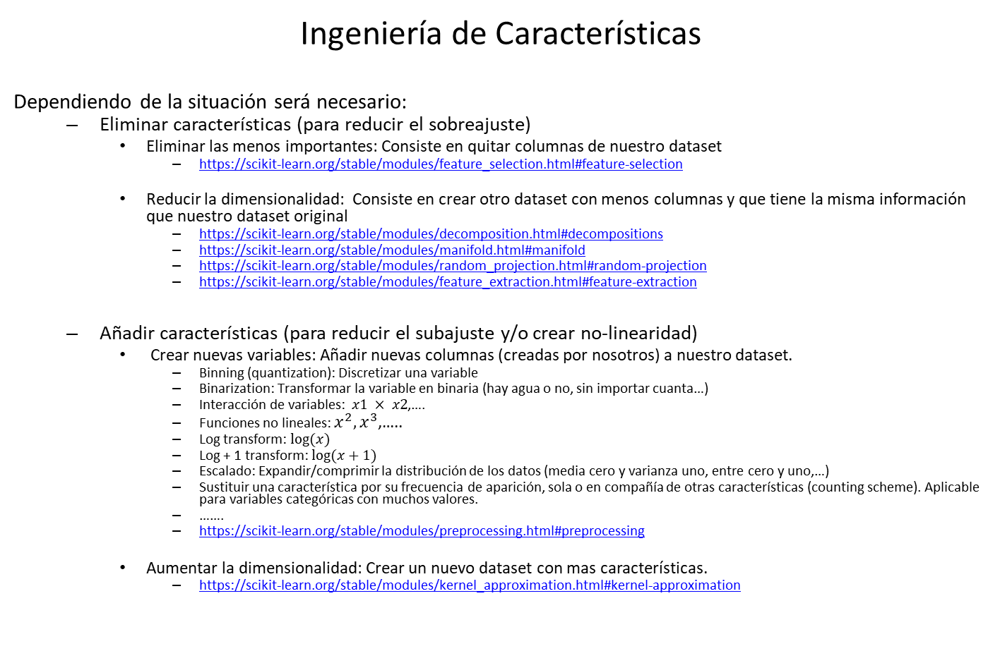 Ingeniería de Características
Dependiendo de la situación será necesario:
– Eliminar características (para reducir el sobreajuste)
• Eliminar las menos importantes: Consiste en quitar columnas de nuestro dataset
– https://scikit-learn.org/stable/modules/feature_selection.html#feature-selection
• Reducir la dimensionalidad: Consiste en crear otro dataset con menos columnas y que tiene la misma información
que nuestro dataset original
– https://scikit-learn.org/stable/modules/decomposition.html#decompositions
– https://scikit-learn.org/stable/modules/manifold.html#manifold
– https://scikit-learn.org/stable/modules/random_projection.html#random-projection
– https://scikit-learn.org/stable/modules/feature_extraction.html#feature-extraction
– Añadir características (para reducir el subajuste y/o crear no-linearidad)
• Crear nuevas variables: Añadir nuevas columnas (creadas por nosotros) a nuestro dataset.
– Binning (quantization): Discretizar una variable
– Binarization: Transformar la variable en binaria (hay agua o no, sin importar cuanta...)
– Interacción de variables: x1 × x2,....
– Funciones no lineales: x², x³,.....
– Log transform: log(x)
– Log + 1 transform: log(x + 1)
– Escalado: Expandir/comprimir la distribución de los datos (media cero y varianza uno, entre cero y uno,...)
– Sustituir una característica por su frecuencia de aparición, sola o en compañía de otras características (counting scheme). Aplicable
para variables categóricas con muchos valores.
– .......
– https://scikit-learn.org/stable/modules/preprocessing.html#preprocessing
• Aumentar la dimensionalidad: Crear un nuevo dataset con mas características.
– https://scikit-learn.org/stable/modules/kernel_approximation.html#kernel-approximation